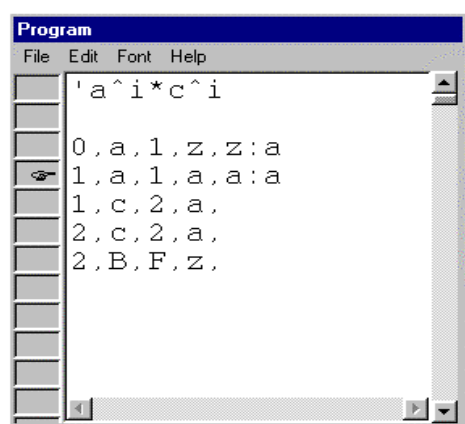 Program
File Edit Font Help
'a^i*c^i
0,a,1,z,z:a
1,a,1,a,a:a
1,c,2,a,
2,c,2,a,
2,B,F,z,